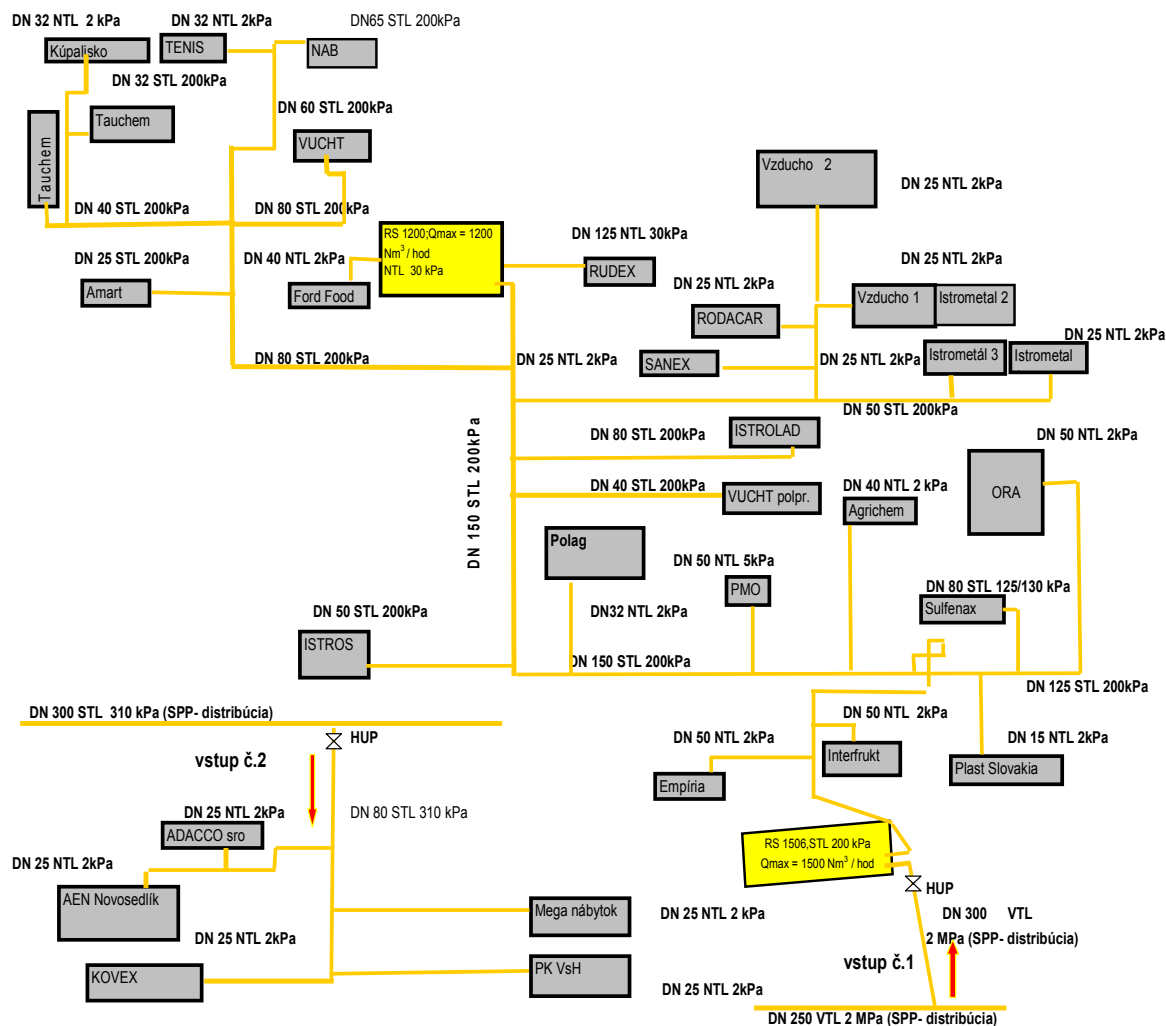 DN 32 NTL 2 kPa
DN 32 NTL 2kPa
DN65 STL 200kPa
Kúpalisko
TENIS
NAB
DN 32 STL 200kPa
DN 60 STL 200kPa
Tauchem
Tauchem
VUCHT
Vzducho 2
DN 25 NTL 2kPa
DN 40 STL 200kPa
DN 80 STL 200kPa
RS 1200;Qmax = 1200
Nm³ / hod
NTL 30 kPa
DN 125 NTL 30kPa
DN 25 STL 200kPa
DN 40 NTL 2kPa
RUDEX
DN 25 NTL 2kPa
DN 25 NTL 2kPa
Amart
Ford Food
Vzducho 1
Istrometal 2
RODACAR
DN 25 NTL 2kPa
DN 80 STL 200kPa
DN 25 NTL 2kPa
SANEX
DN 25 NTL 2kPa
Istrometál 3
Istrometal
DN 50 STL 200kPa
DN 150 STL 200kPa
DN 80 STL 200kPa
ISTROLAD
DN 50 NTL 2kPa
DN 40 STL 200kPa
VUCHT polpr.
DN 40 NTL 2 kPa
Agrichem
ORA
Polag
DN 50 NTL 5kPa
PMO
DN 80 STL 125/130 kPa
Sulfenax
DN 50 STL 200kPa
DN32 NTL 2kPa
ISTROS
DN 150 STL 200kPa
DN 125 STL 200kPa
DN 300 STL 310 kPa (SPP- distribúcia)
HUP
vstup č.2
DN 50 NTL 2kPa
DN 50 NTL 2kPa
Interfrukt
DN 15 NTL 2kPa
Plast Slovakia
Empíria
DN 25 NTL 2kPa
DN 80 STL 310 kPa
ADACCO sro
RS 1506,STL 200 kPa
Qmax = 1500 Nm³ / hod
DN 25 NTL 2kPa
HUP
AEN Novosedlík
Mega nábytok
DN 25 NTL 2 kPa
DN 300 VTL
2 MPa (SPP- distribúcia)
DN 25 NTL 2kPa
vstup č.1
KOVEX
PK VsH
DN 25 NTL 2kPa
DN 250 VTL 2 MPa (SPP- distribúcia)